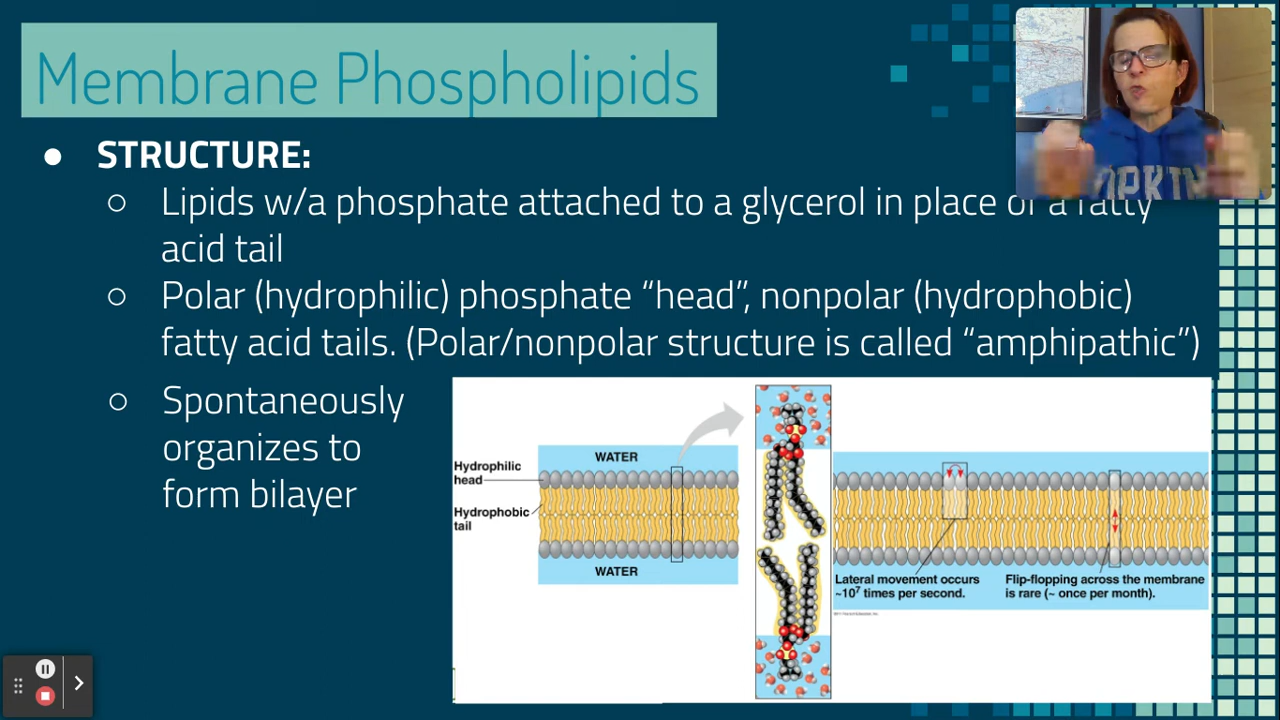 Membrane Phospholipids
● STRUCTURE:
○ Lipids w/a phosphate attached to a glycerol in place of a fatty
acid tail
○ Polar (hydrophilic) phosphate “head”, nonpolar (hydrophobic)
fatty acid tails. (Polar/nonpolar structure is called “amphipathic”)
○ Spontaneously
organizes to
form bilayer
WATER
Hydrophilic
head
Hydrophobic
tail
WATER
Lateral movement occurs
~10⁷ times per second.
Flip-flopping across the membrane
is rare (~ once per month).